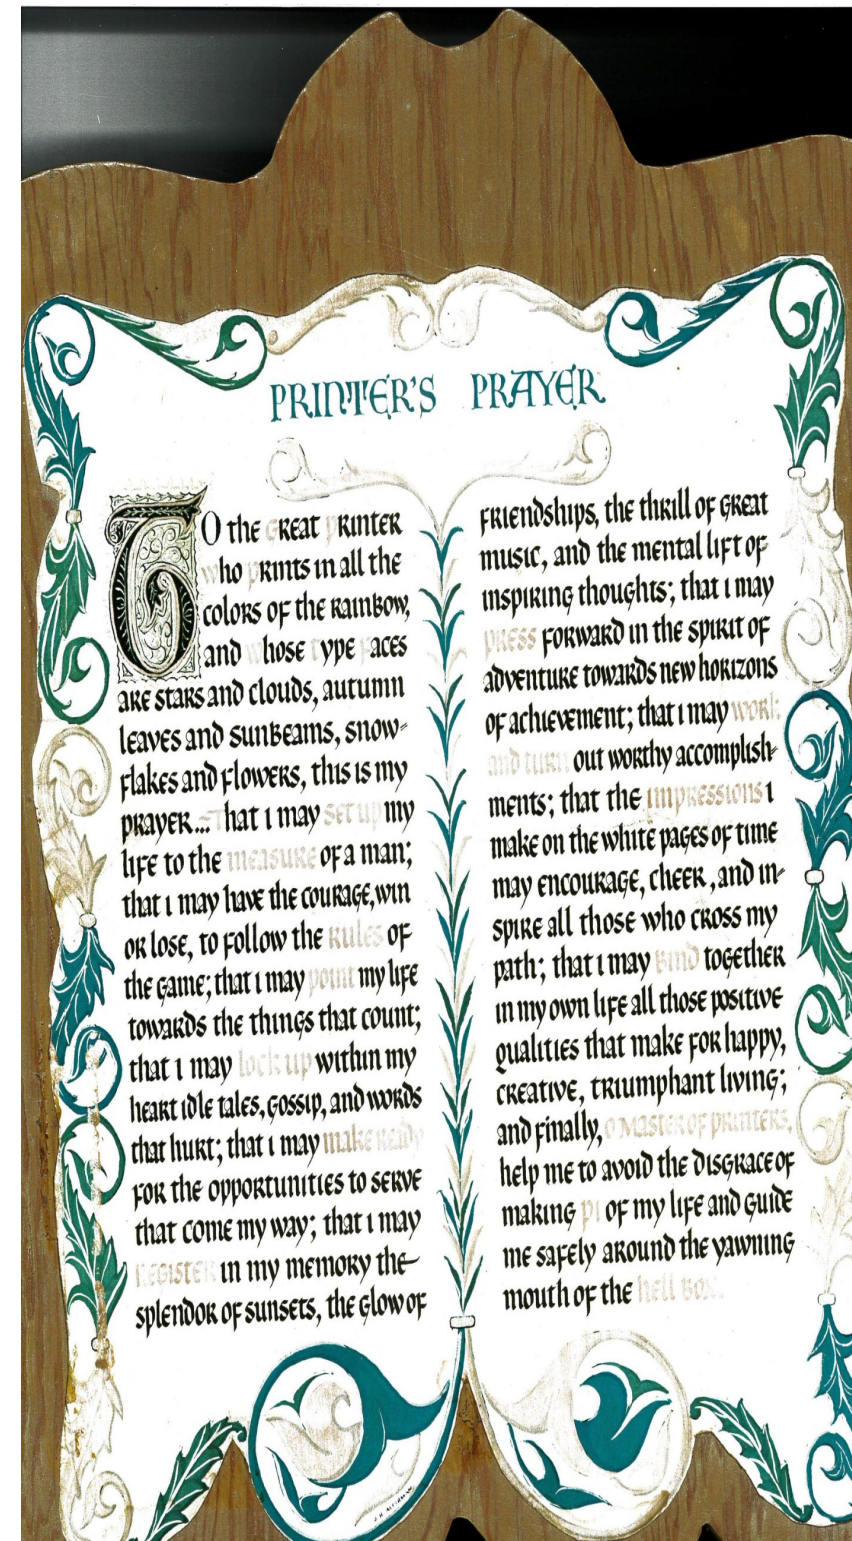 PRINTER'S PRAYER
TO the great printer
who prints in all the
colors of the rainbow,
and whose type faces
are stars and clouds, autumn
leaves and sunbeams, snow-
flakes and flowers, this is my
prayer... That i may set up my
life to the measure of a man;
that i may have the courage, win
or lose, to follow the rules of
the game; that i may point my life
towards the things that count;
that i may lock up within my
heart idle tales, gossip, and words
that hurt; that i may make ready
for the opportunities to serve
that come my way; that i may
register in my memory the
splendor of sunsets, the glow of
friendships, the thrill of great
music, and the mental lift of
inspiring thoughts; that i may
press forward in the spirit of
adventure towards new horizons
of achievement; that i may work
and turn out worthy accomplish-
ments; that the impressions i
make on the white pages of time
may encourage, cheer, and in-
spire all those who cross my
path; that i may bind together
in my own life all those positive
qualities that make for happy,
creative, triumphant living;
and finally, O Master of printers,
help me to avoid the disgrace of
making pi of my life and guide
me safely around the yawning
mouth of the hell box.